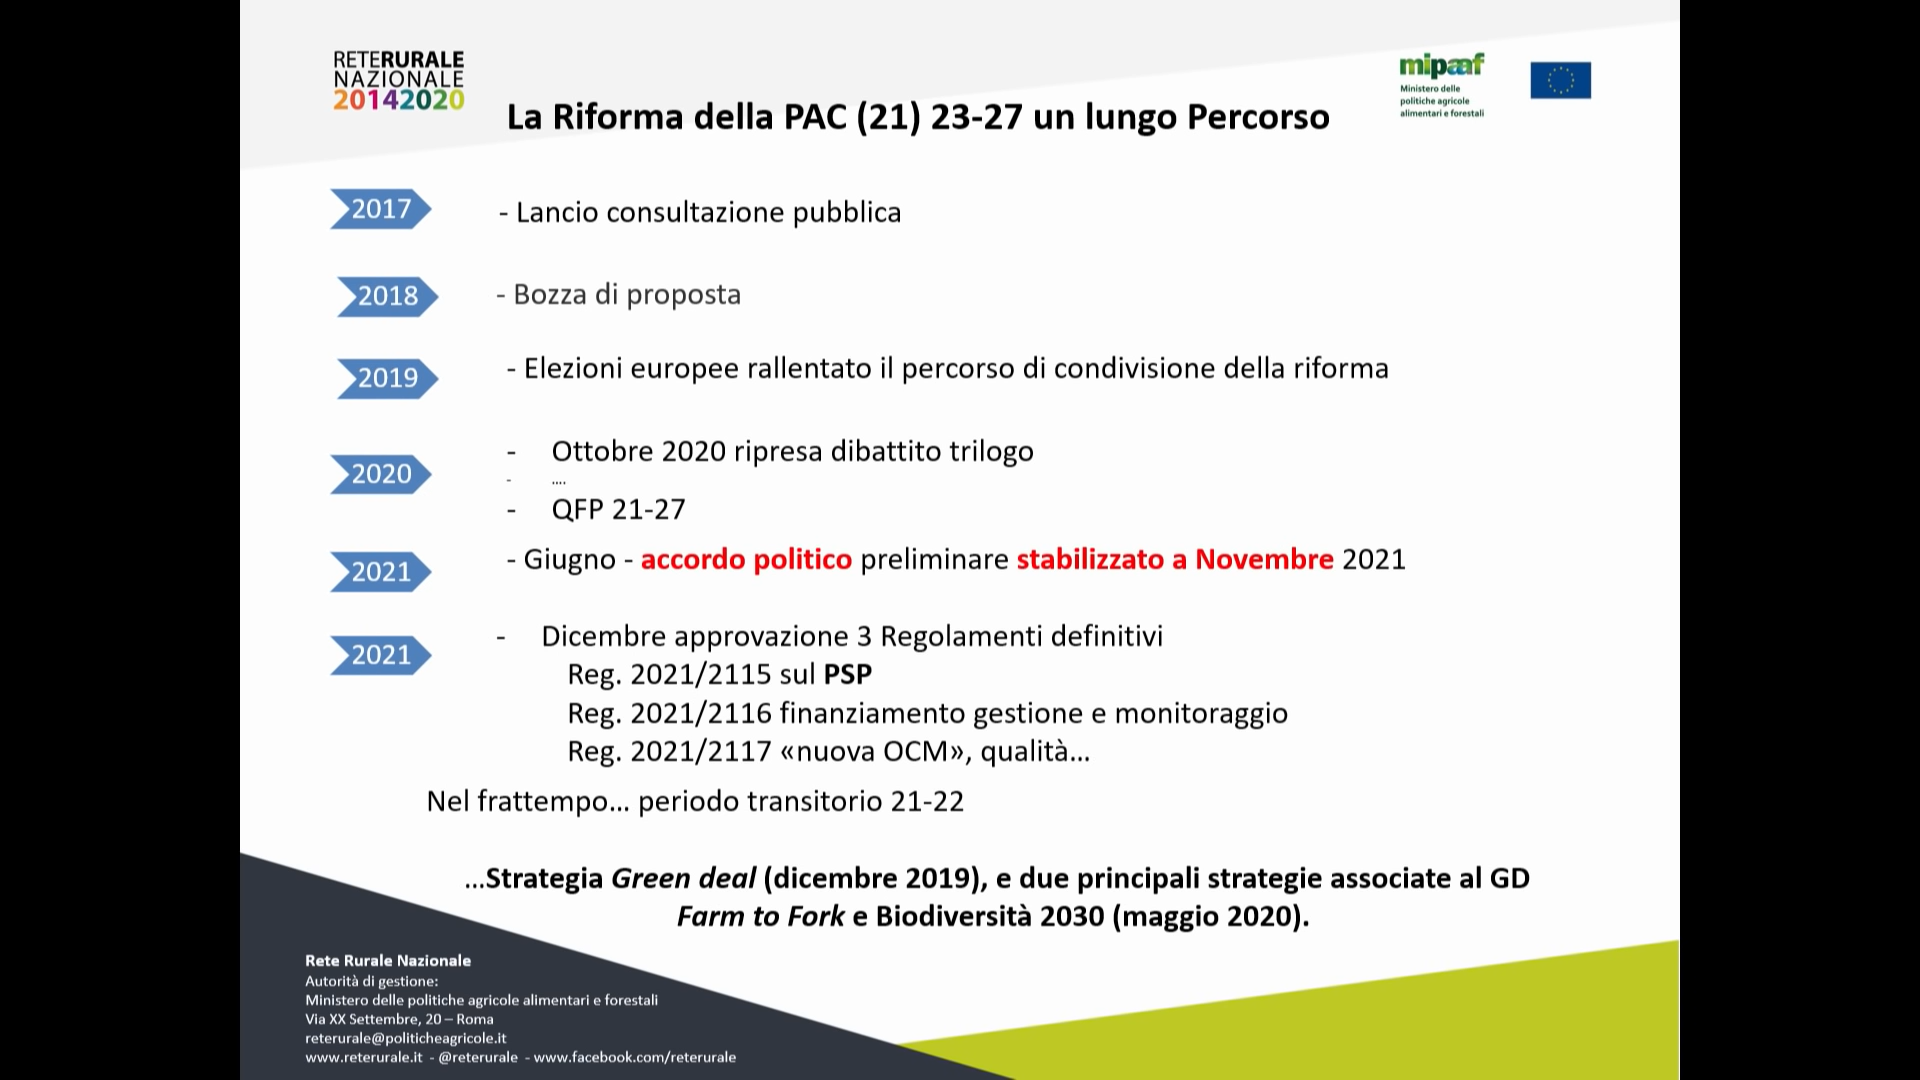 RETERURALE
NAZIONALE
20142020
mipaaf
Ministero delle
politiche agricole
alimentari e forestali
La Riforma della PAC (21) 23-27 un lungo Percorso
2017
- Lancio consultazione pubblica
2018
- Bozza di proposta
2019
- Elezioni europee rallentato il percorso di condivisione della riforma
2020
- Ottobre 2020 ripresa dibattito trilogo
- ....
- QFP 21-27
2021
- Giugno - accordo politico preliminare stabilizzato a Novembre 2021
2021
- Dicembre approvazione 3 Regolamenti definitivi
Reg. 2021/2115 sul PSP
Reg. 2021/2116 finanziamento gestione e monitoraggio
Reg. 2021/2117 «nuova OCM», qualità...
Nel frattempo... periodo transitorio 21-22
...Strategia Green deal (dicembre 2019), e due principali strategie associate al GD
Farm to Fork e Biodiversità 2030 (maggio 2020).
Rete Rurale Nazionale
Autorità di gestione:
Ministero delle politiche agricole alimentari e forestali
Via XX Settembre, 20 – Roma
reterurale@politicheagricole.it
www.reterurale.it - @reterurale - www.facebook.com/reterurale